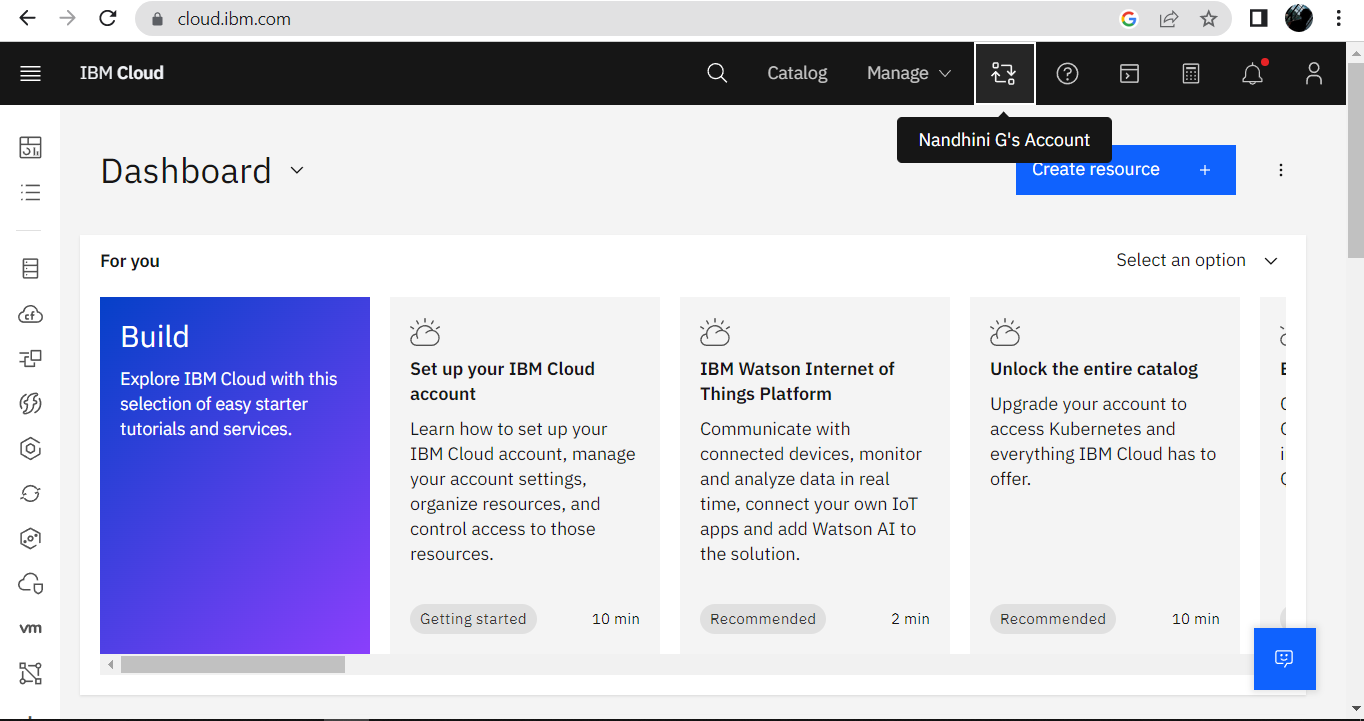 cloud.ibm.com
IBM Cloud
Catalog
Manage
Nandhini G's Account
Dashboard
Create resource +
For you
Select an option
Build
Explore IBM Cloud with this
selection of easy starter
tutorials and services.
Set up your IBM Cloud
account
Learn how to set up your
IBM Cloud account, manage
your account settings,
organize resources, and
control access to those
resources.
Getting started
10 min
IBM Watson Internet of
Things Platform
Communicate with
connected devices, monitor
and analyze data in real
time, connect your own IoT
apps and add Watson AI to
the solution.
Recommended
2 min
Unlock the entire catalog
Upgrade your account to
access Kubernetes and
everything IBM Cloud has to
offer.
Recommended
10 min
cf
vm